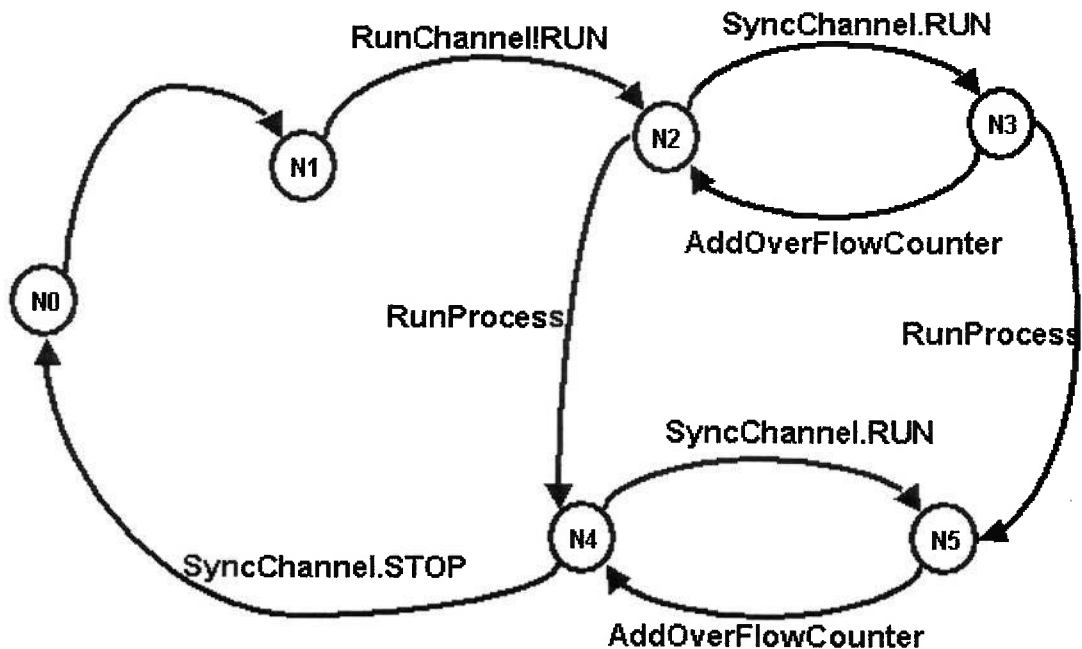 RunChannel!RUN
SyncChannel.RUN
N1
N2
N3
AddOverFlowCounter
N0
RunProcess
RunProcess
SyncChannel.RUN
N4
N5
SyncChannel.STOP
AddOverFlowCounter